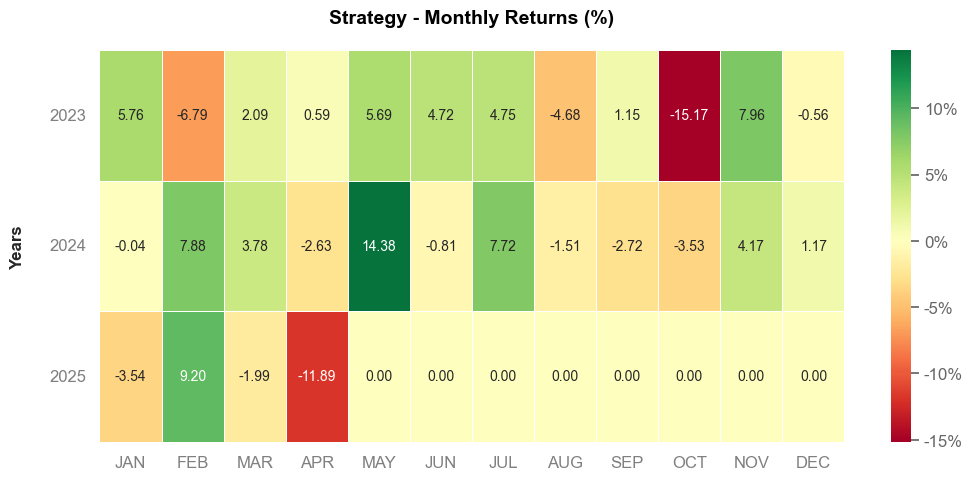 Strategy - Monthly Returns (%)
Years
2023 5.76 -6.79 2.09 0.59 5.69 4.72 4.75 -4.68 1.15 -15.17 7.96 -0.56
2024 -0.04 7.88 3.78 -2.63 14.38 -0.81 7.72 -1.51 -2.72 -3.53 4.17 1.17
2025 -3.54 9.20 -1.99 -11.89 0.00 0.00 0.00 0.00 0.00 0.00 0.00 0.00
JAN FEB MAR APR MAY JUN JUL AUG SEP OCT NOV DEC
10%
5%
0%
-5%
-10%
-15%